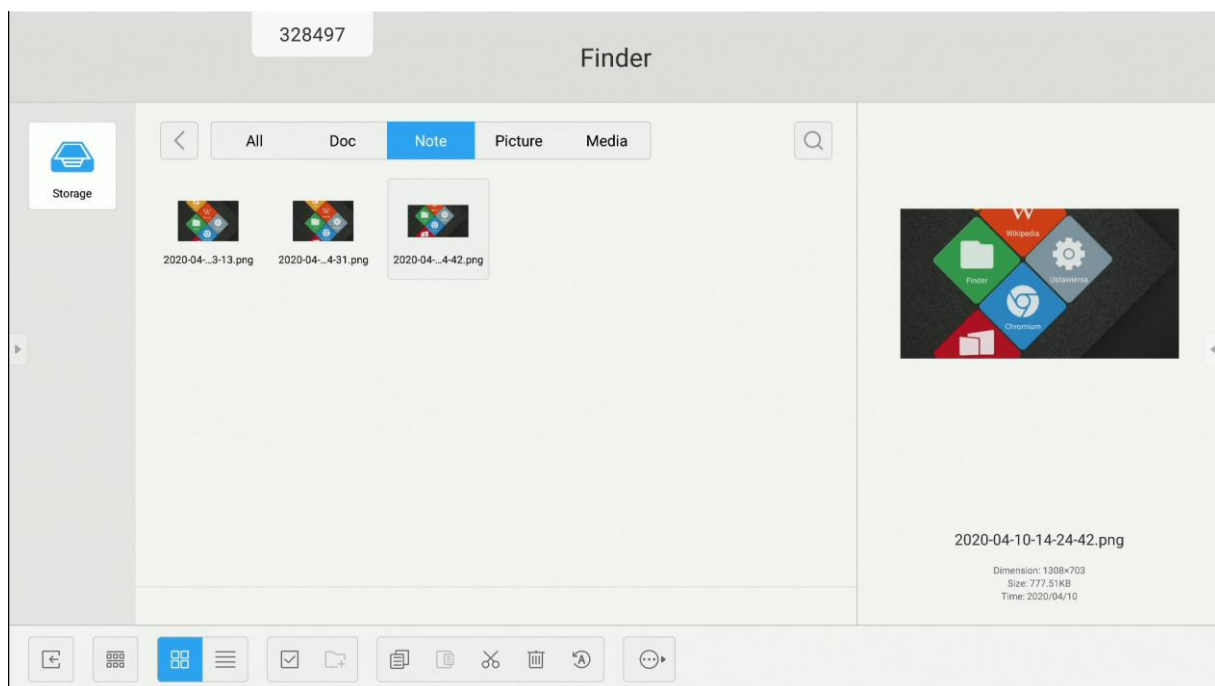 328497
Finder
Storage
All Doc Note Picture Media
2020-04-...3-13.png 2020-04-...4-31.png 2020-04-...4-42.png
Wikipedia
Finder
Ustawienia
Chromium
2020-04-10-14-24-42.png
Dimension: 1308×703
Size: 777.51KB
Time: 2020/04/10